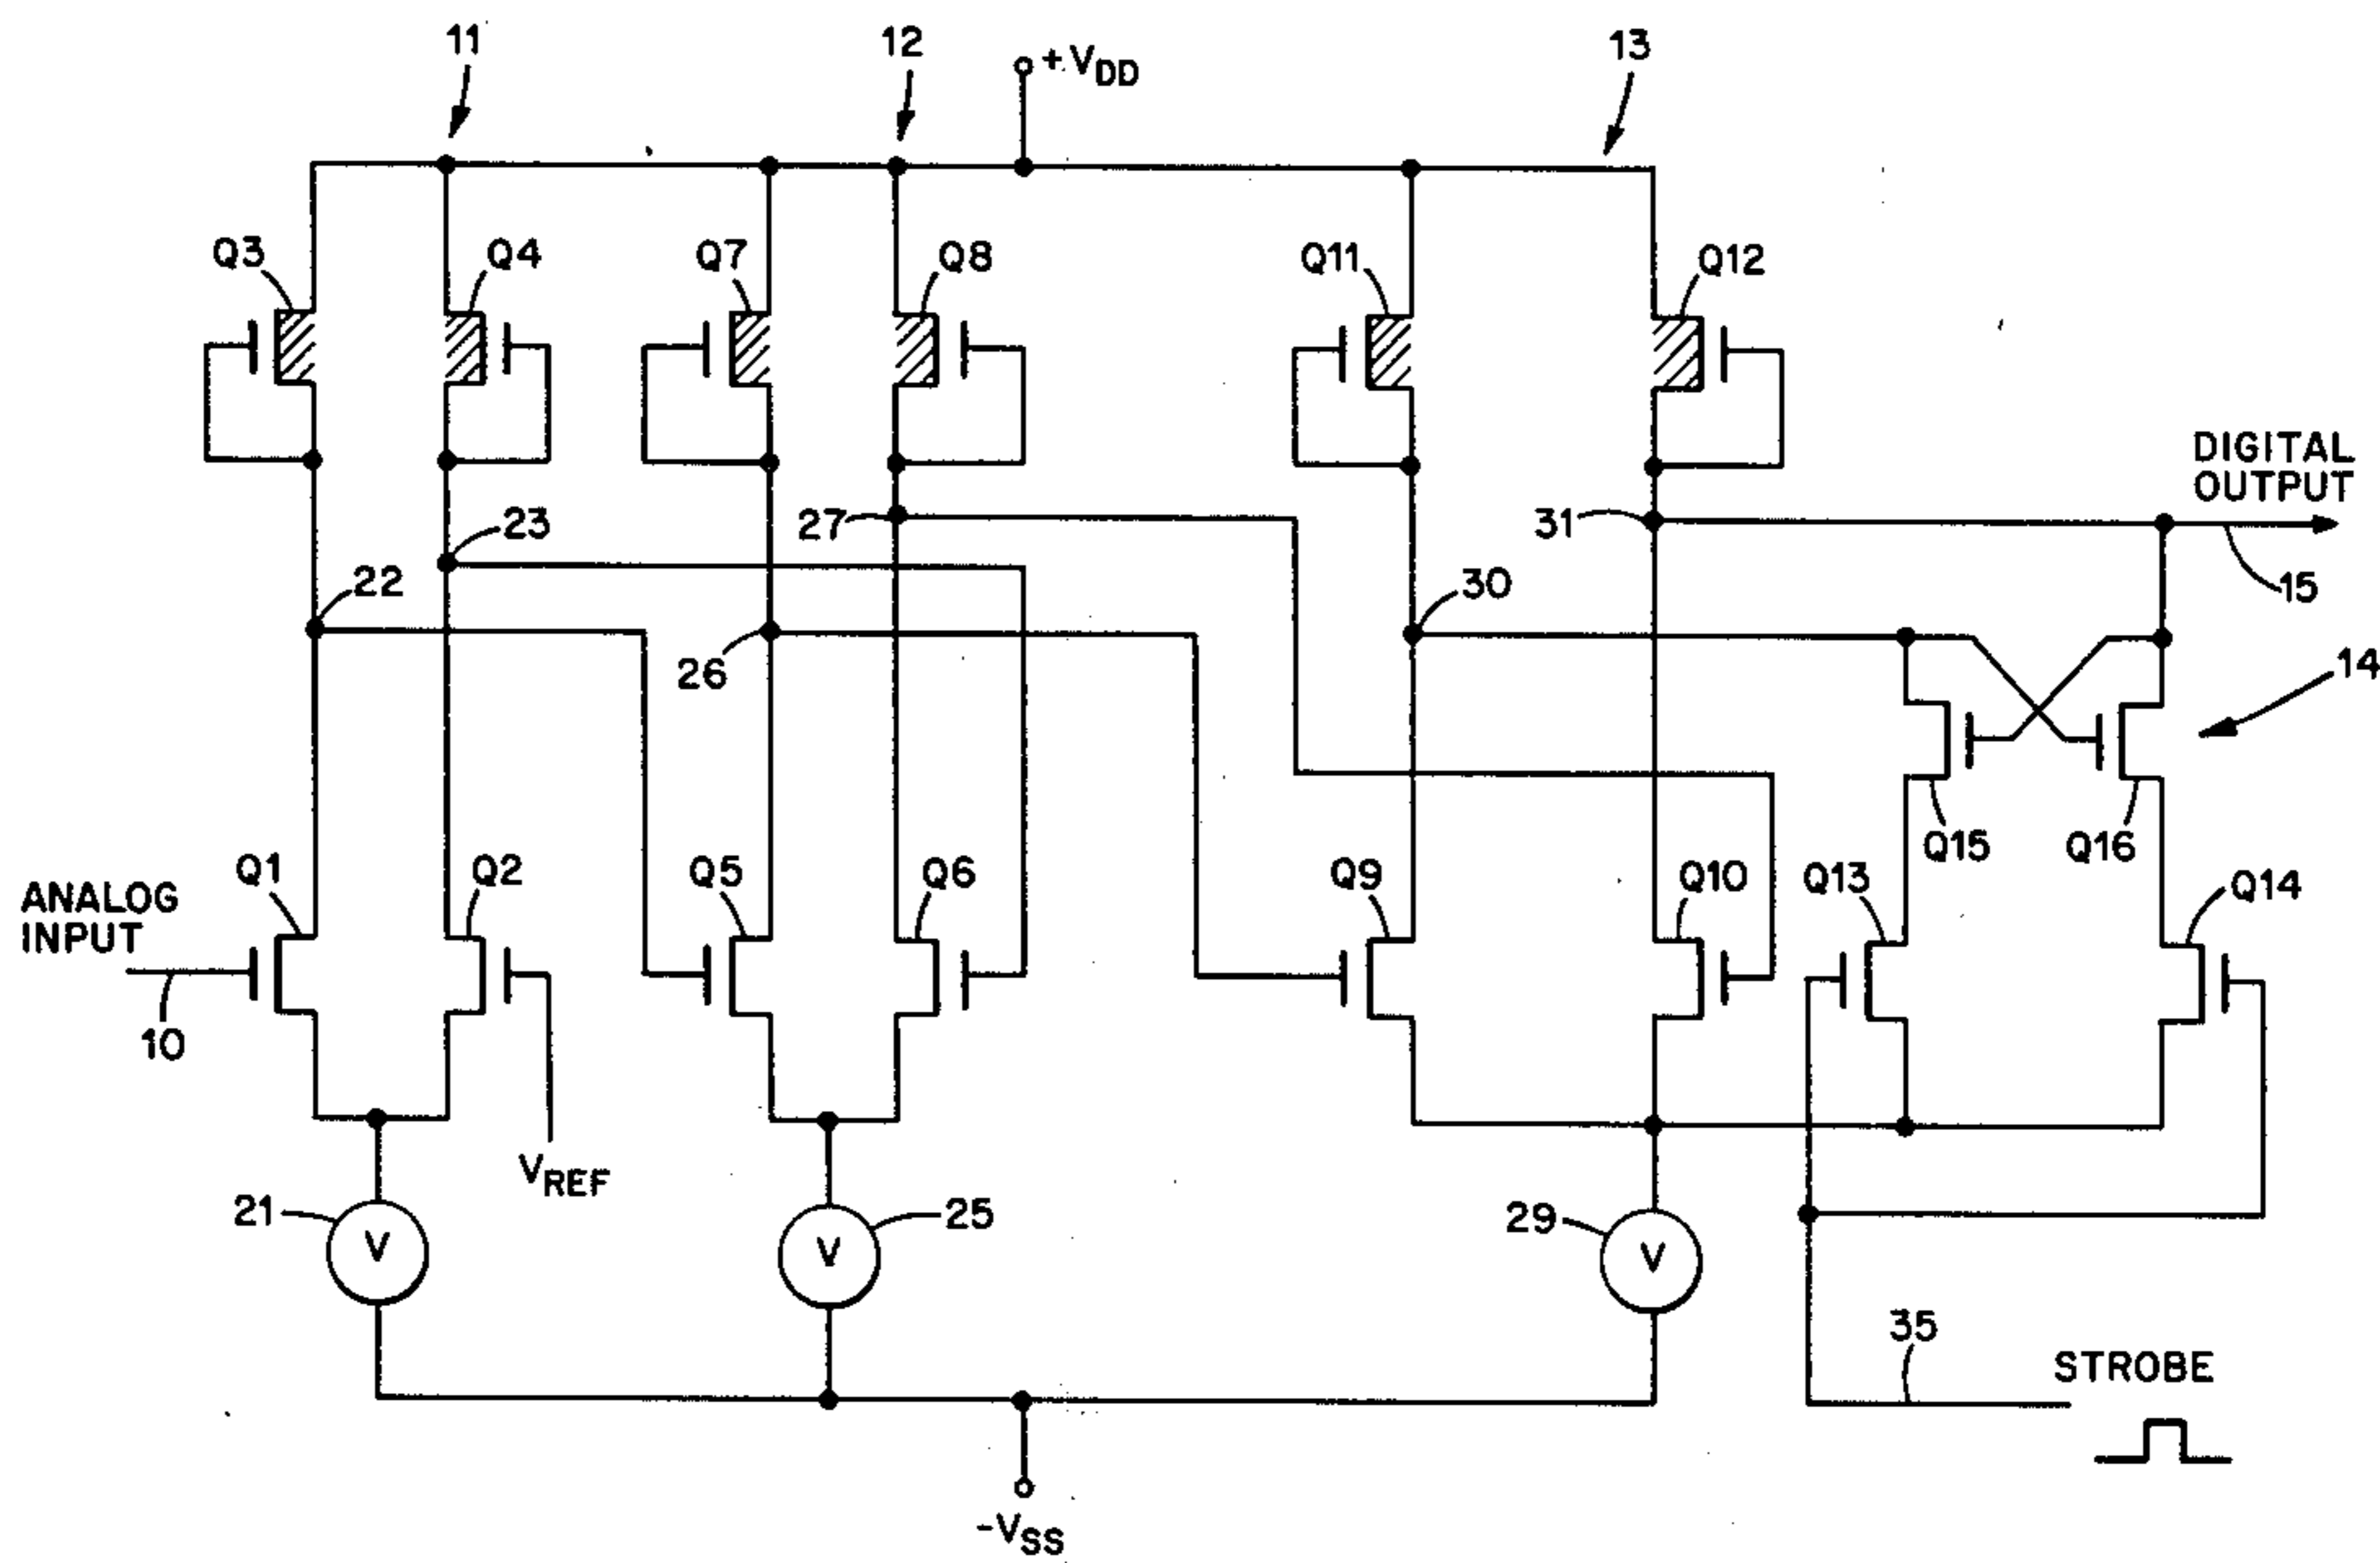 11
12
+VDD
13
Q3
Q4
Q7
Q8
Q11
Q12
DIGITAL
OUTPUT
23
27
31
22
30
15
26
14
Q15
Q16
Q1
Q2
Q5
Q6
Q9
Q10
Q13
Q14
ANALOG
INPUT
10
VREF
21
V
25
V
29
V
35
STROBE
-VSS